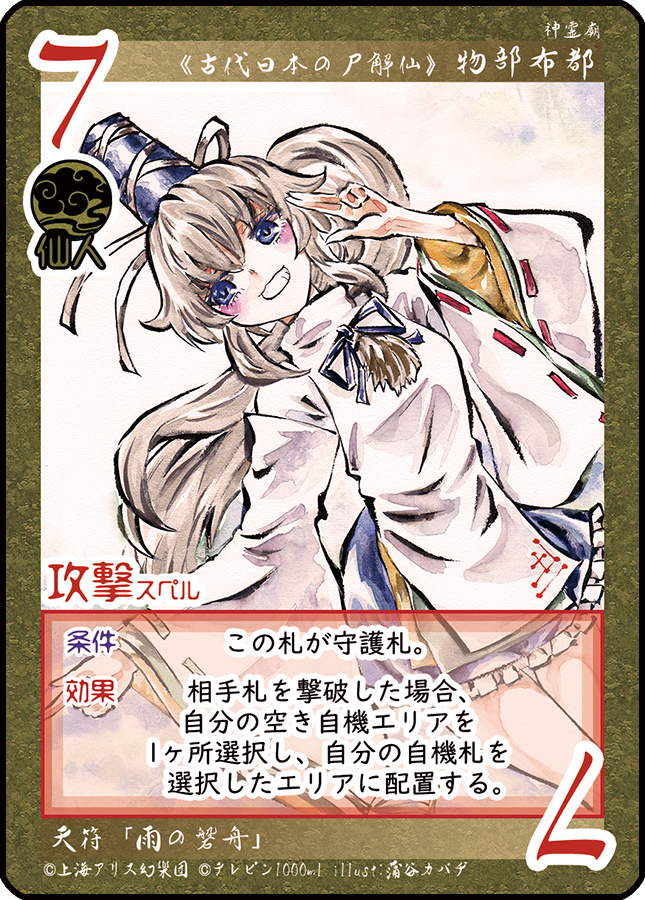 神霊廟
7
《古代日本の尸解仙》 物部布都
仙人
攻撃スペル
条件 この札が守護札。
効果 相手札を撃破した場合、
自分の空き自機エリアを
1ヶ所選択し、自分の自機札を
選択したエリアに配置する。
7
天符「雨の磐舟」
©上海アリス幻樂団 ©テレピン1000ml illust:蒲谷カバヂ